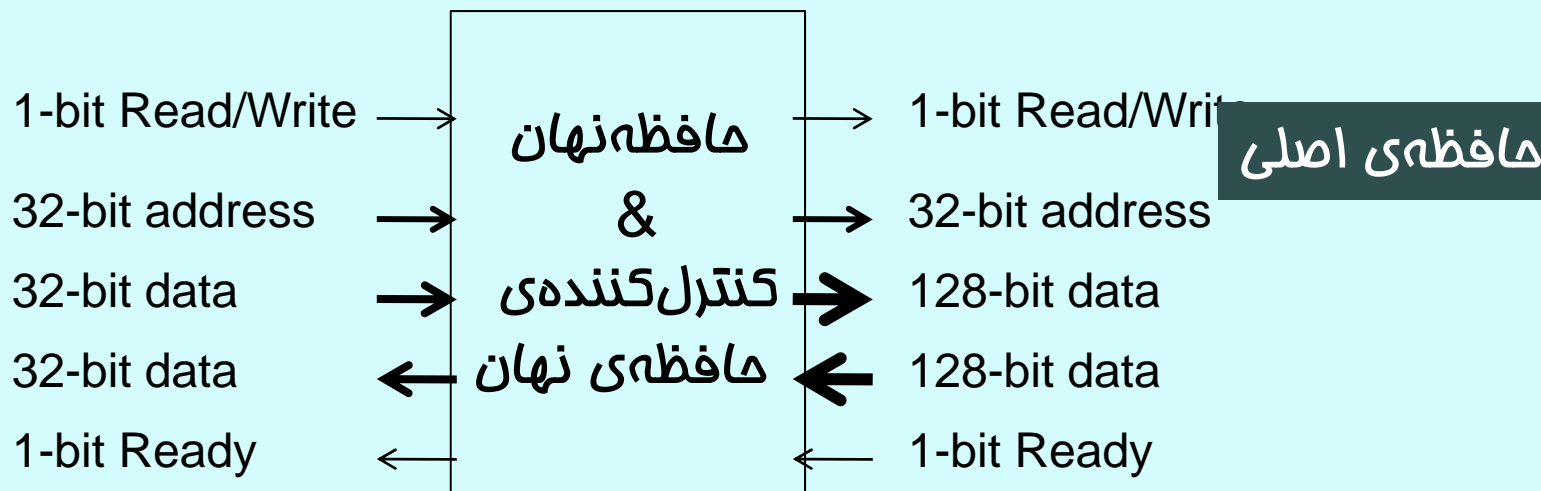 1-bit Read/Write
32-bit address
32-bit data
32-bit data
1-bit Ready
حافظه‌نهان
&
کنترل‌کننده‌ی
حافظه‌ی نهان
1-bit Read/Write
32-bit address
128-bit data
128-bit data
1-bit Ready
حافظه‌ی اصلی